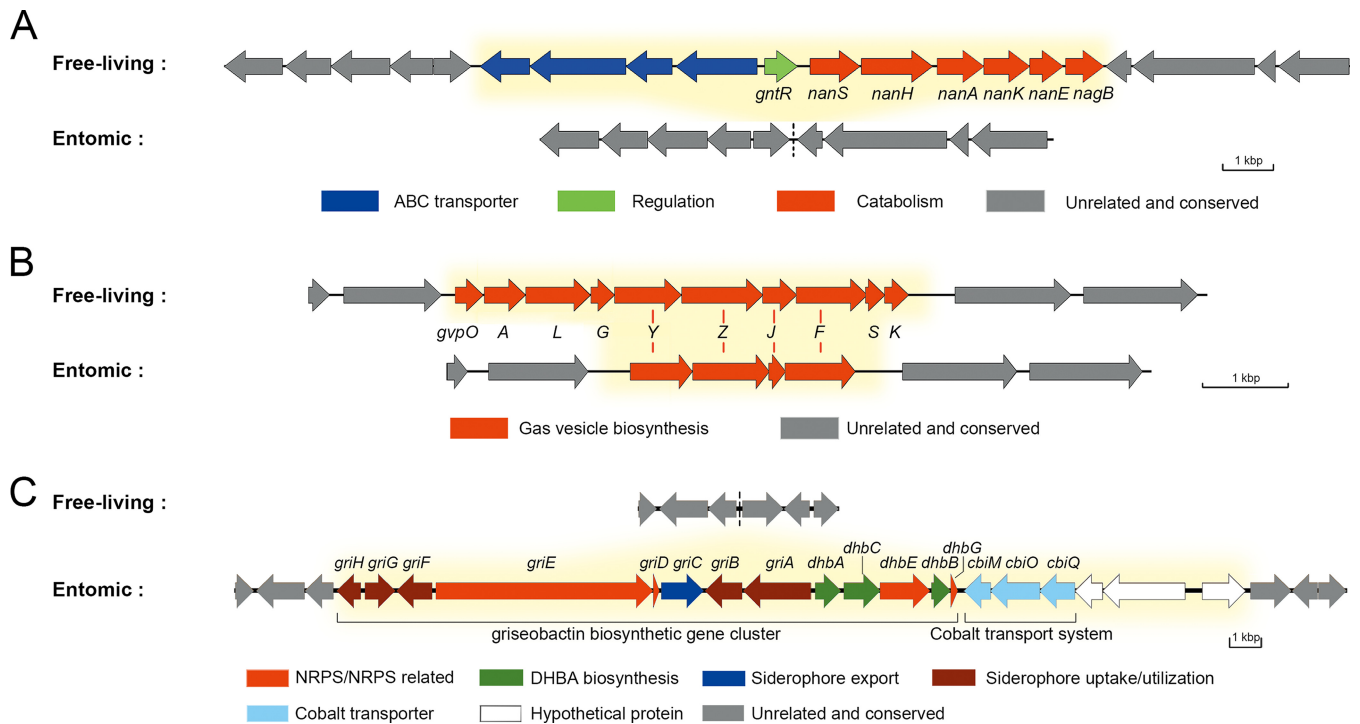 A
Free-living :
gntR nanS nanH nanA nanK nanE nagB
Entomic :
1 kbp
ABC transporter Regulation Catabolism Unrelated and conserved
B
Free-living :
gvpO A L G Y Z J F S K
Entomic :
1 kbp
Gas vesicle biosynthesis Unrelated and conserved
C
Free-living :
dhbC dhbG
griH griG griF griE griD griC griB griA dhbA dhbE dhbB cbiM cbiO cbiQ
Entomic :
griseobactin biosynthetic gene cluster Cobalt transport system
1 kbp
NRPS/NRPS related DHBA biosynthesis Siderophore export Siderophore uptake/utilization
Cobalt transporter Hypothetical protein Unrelated and conserved